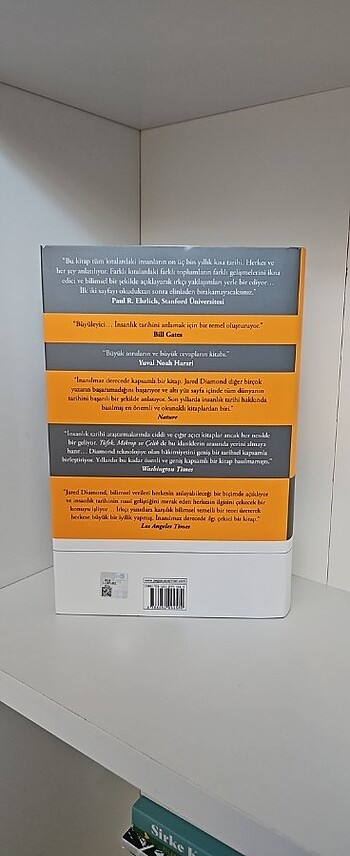 "Bu kitap tüm kıtalardaki insanların on üç bin yıllık kısa tarihi. Herkes ve
her şey anlatılıyor. Farklı kıtalardaki farklı toplumların farklı gelişmelerini ikna
edici ve bilimsel bir şekilde açıklayarak ırkçı yaklaşımları yerle bir ediyor…
İlk iki sayfayı okuduktan sonra elinizden bırakamayacaksınız."
Paul R. Ehrlich, Stanford Üniversitesi
"Büyüleyici… İnsanlık tarihini anlamak için bir temel oluşturuyor."
Bill Gates
"Büyük soruların ve büyük cevapların kitabı."
Yuval Noah Harari
"İnanılmaz derecede kapsamlı bir kitap. Jared Diamond diğer birçok
yazarın başaramadığını başarıyor ve altı yüz sayfa içinde tüm dünyanın
tarihini başarılı bir şekilde anlatıyor. Son yıllarda insanlık tarihi hakkında
basılmış en önemli ve okunaklı kitaplardan biri."
Nature
"İnsanlık tarihi araştırmalarında ciddi ve çığır açıcı kitaplar ancak her nesilde
bir geliyor. Tüfek, Mikrop ve Çelik de bu klasiklerin arasında yerini almaya
hazır… Diamond teknolojiye olan hâkimiyetini geniş bir tarihsel kapsamla
birleştiriyor. Yıllardır bu kadar önemli ve geniş kapsamlı bir kitap basılmamıştı."
Washington Times
"Jared Diamond, bilimsel verileri herkesin anlayabileceği bir biçimde açıklıyor
ve insanlık tarihinin nasıl geliştiğini merak eden herkesin ilgisini çekecek bir
konuyu işliyor… Irkçı yanıtlara karşılık bilimsel temelli bir teori üreterek
herkese büyük bir iyilik yapmış. İnanılmaz derecede ilgi çekici bir kitap."
Los Angeles Times
www.pegasusyayinlari.com
Sirke